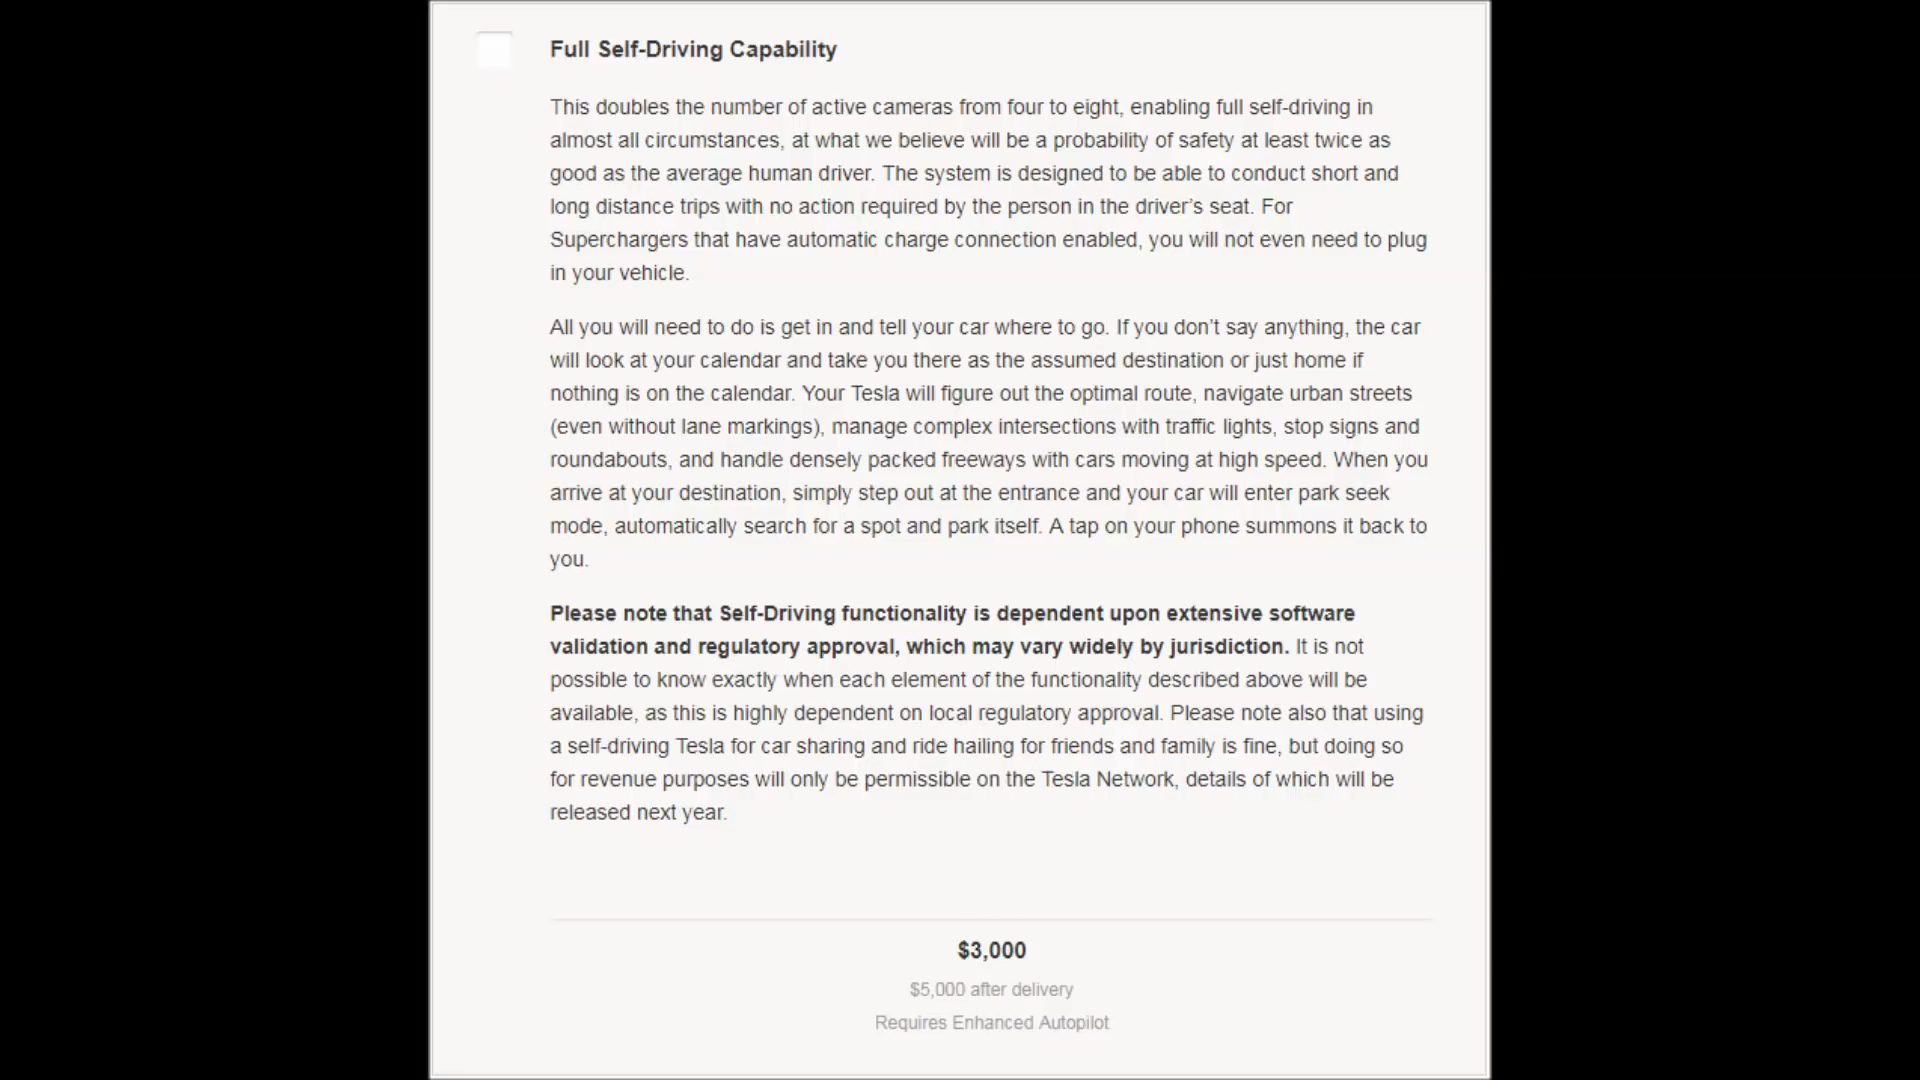 Full Self-Driving Capability
This doubles the number of active cameras from four to eight, enabling full self-driving in
almost all circumstances, at what we believe will be a probability of safety at least twice as
good as the average human driver. The system is designed to be able to conduct short and
long distance trips with no action required by the person in the driver’s seat. For
Superchargers that have automatic charge connection enabled, you will not even need to plug
in your vehicle.
All you will need to do is get in and tell your car where to go. If you don’t say anything, the car
will look at your calendar and take you there as the assumed destination or just home if
nothing is on the calendar. Your Tesla will figure out the optimal route, navigate urban streets
(even without lane markings), manage complex intersections with traffic lights, stop signs and
roundabouts, and handle densely packed freeways with cars moving at high speed. When you
arrive at your destination, simply step out at the entrance and your car will enter park seek
mode, automatically search for a spot and park itself. A tap on your phone summons it back to
you.
Please note that Self-Driving functionality is dependent upon extensive software
validation and regulatory approval, which may vary widely by jurisdiction. It is not
possible to know exactly when each element of the functionality described above will be
available, as this is highly dependent on local regulatory approval. Please note also that using
a self-driving Tesla for car sharing and ride hailing for friends and family is fine, but doing so
for revenue purposes will only be permissible on the Tesla Network, details of which will be
released next year.
$3,000
$5,000 after delivery
Requires Enhanced Autopilot